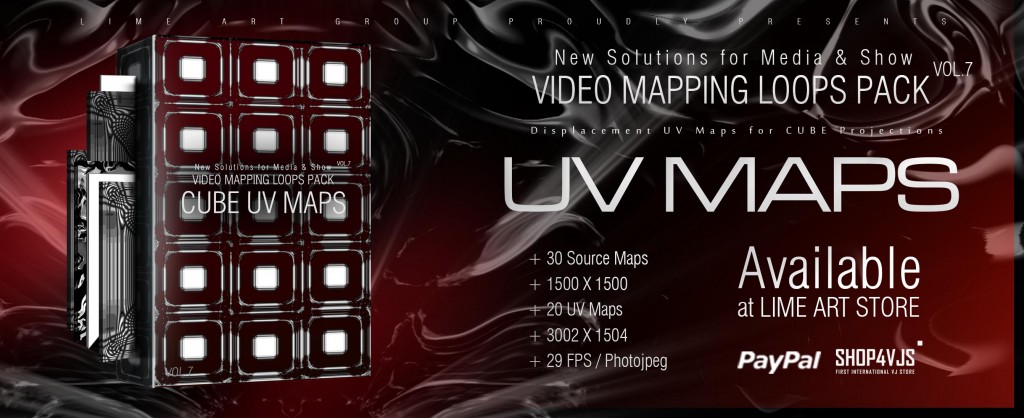 LIME ART GROUP PROUDLY PRESENTS
New Solutions for Media & Show
VIDEO MAPPING LOOPS PACK VOL.7
Displacement UV Maps for CUBE Projections
UV MAPS
+ 30 Source Maps
+ 1500 X 1500
+ 20 UV Maps
+ 3002 X 1504
+ 29 FPS / Photojpeg
Available
at LIME ART STORE
PayPal
SHOP4VJS
FIRST INTERNATIONAL VJ STORE
New Solutions for Media & Show VOL.7
VIDEO MAPPING LOOPS PACK
CUBE UV MAPS
VOL.7